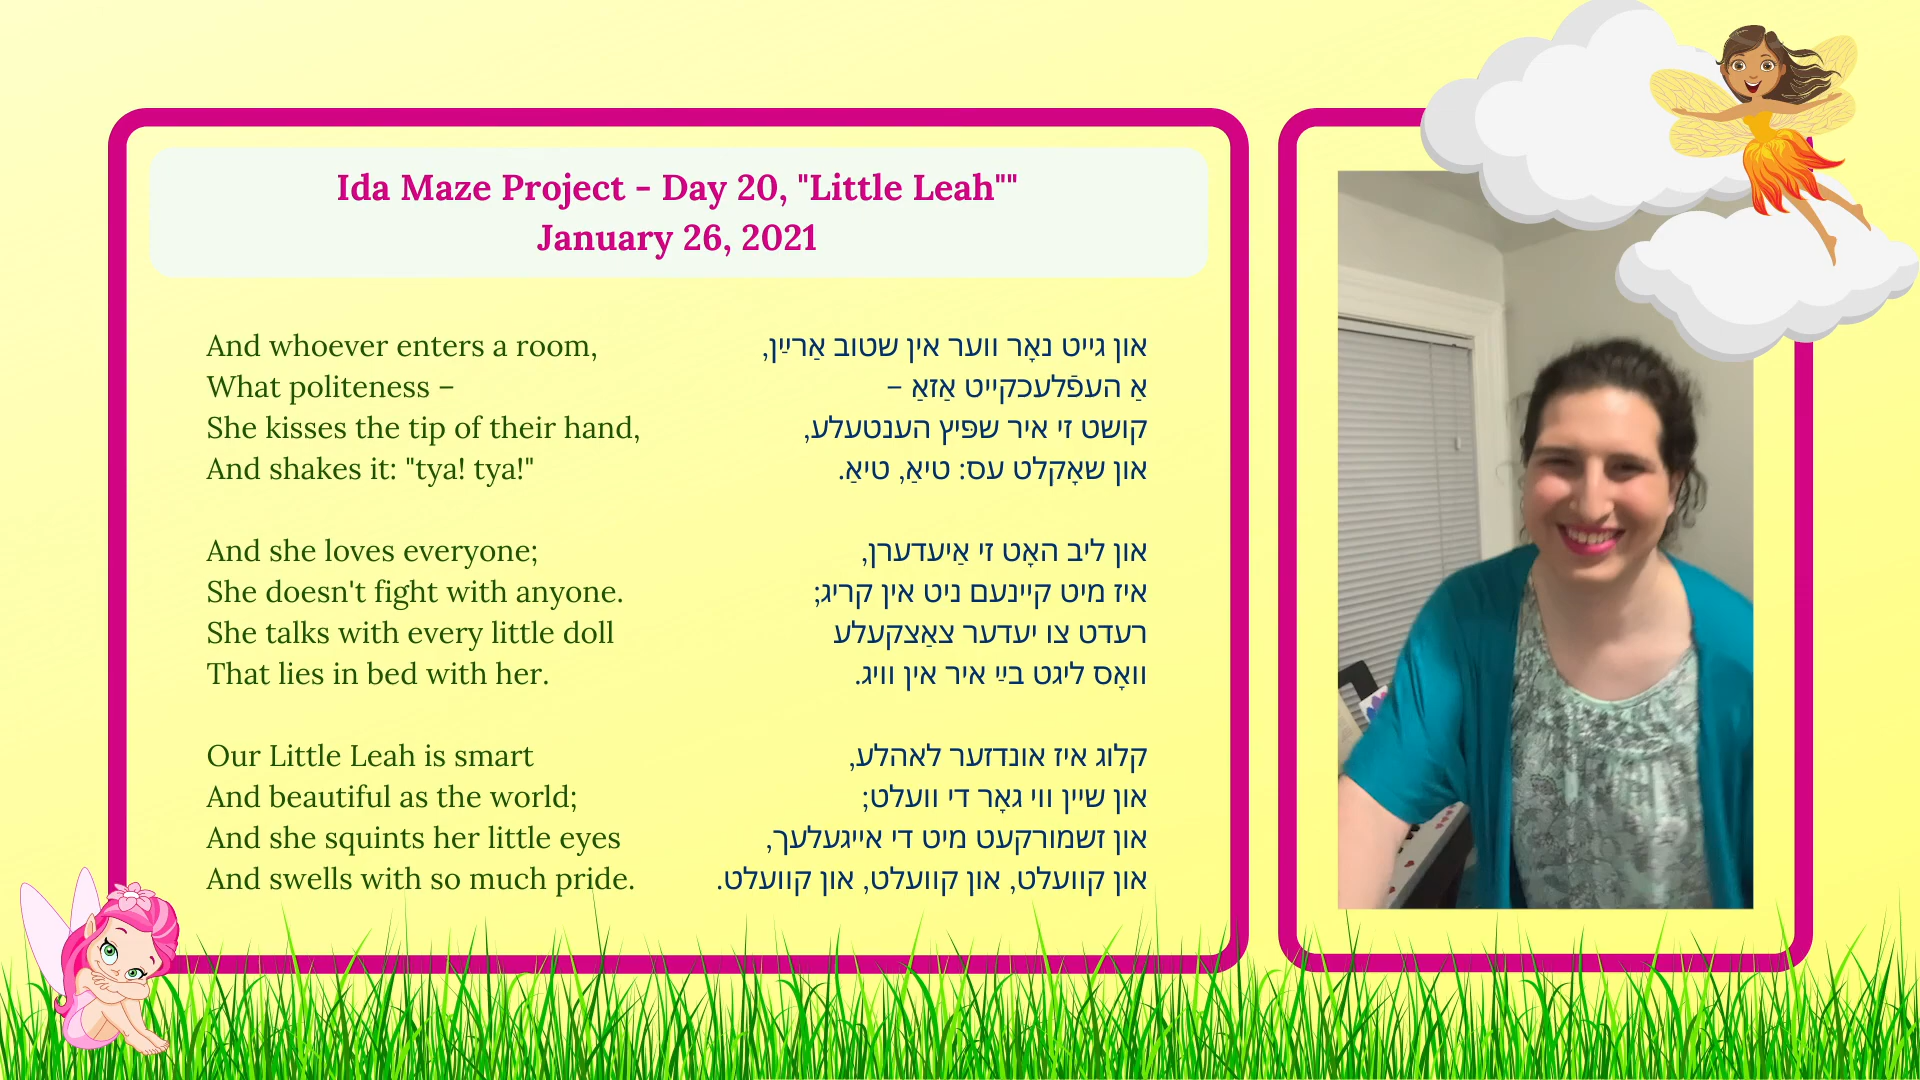 Ida Maze Project - Day 20, "Little Leah""
January 26, 2021
And whoever enters a room,
What politeness –
She kisses the tip of their hand,
And shakes it: "tya! tya!"
And she loves everyone;
She doesn't fight with anyone.
She talks with every little doll
That lies in bed with her.
Our Little Leah is smart
And beautiful as the world;
And she squints her little eyes
And swells with so much pride.
און גייט נאָר ווער אין שטוב אַרײַן,
אַ העפֿלעכקייט אַזאַ –
קושט זי איר שפּיץ הענטעלע,
און שאָקלט עס: טיאַ, טיאַ.
און ליב האָט זי אַיעדערן,
איז מיט קיינעם ניט אין קריג;
רעדט צו יעדער צאַצקעלע
וואָס ליגט בײַ איר אין וויג.
קלוג איז אונדזער לאהלע,
און שיין ווי גאָר די וועלט;
און זשמורקעט מיט די אייגעלעך,
און קוועלט, און קוועלט, און קוועלט.